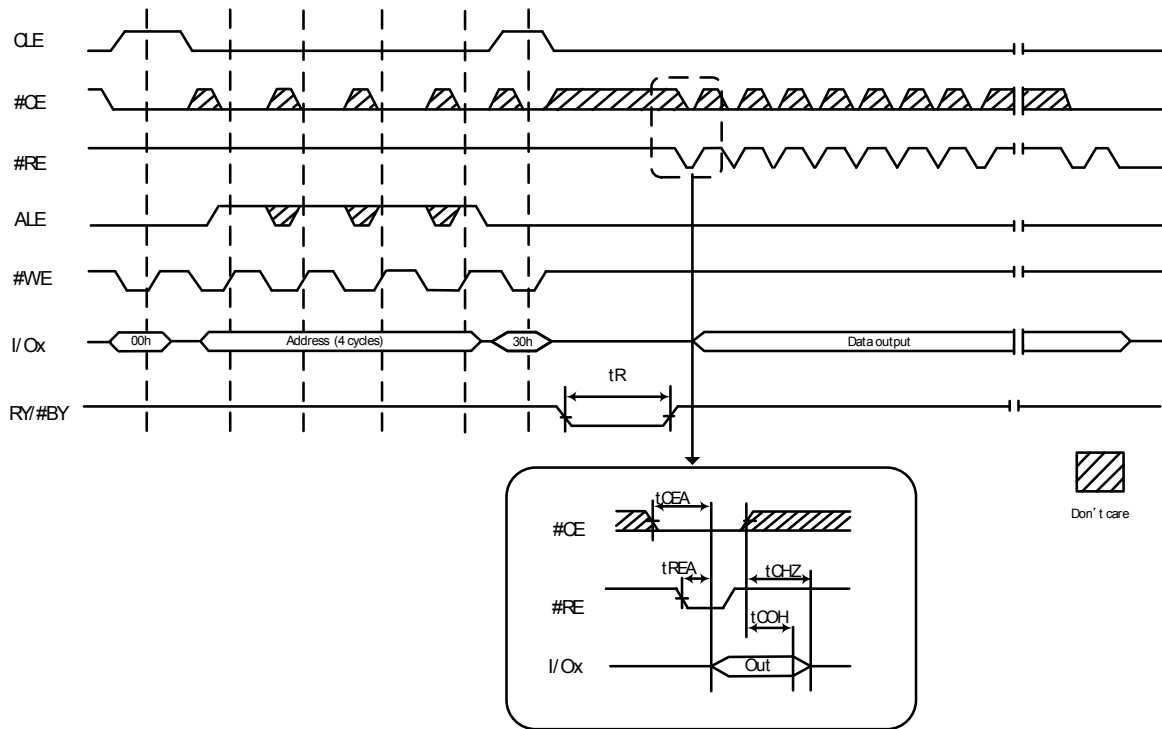 CLE
#CE
#RE
ALE
#WE
I/Ox
00h
Address (4 cycles)
30h
Data output
tR
RY/#BY
Don't care
tCEA
#CE
tREA
tCHZ
#RE
tCOH
I/Ox
Out